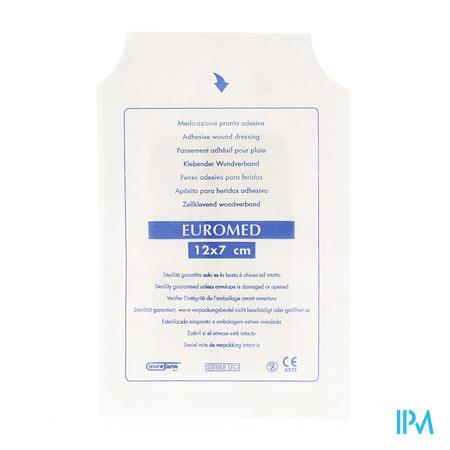 Medicazione pronta adesiva
Adhesive wound dressing
Pansement adhésif pour plaie
Klebender Wundverband
Penso adesivo para feridas
Apósito para heridas adhesivo
Zelfklevend wondverband
EUROMED
12x7 cm
Sterilità garantita solo se la busta è chiusa ed intatta
Sterility guaranteed unless envelope is damaged or opened
Verifier l'intégrité de l'emballage avant ouverture
Sterilität garantiert, wenn verpackungsbeutel nicht beschädigt oder geöffnet ist
Esterilizado enquanto a embalagem estiver inviolada
Estéril si el envase está intacto
Steriel mits de verpakking intact is
eurofarm
STERILE EO
2
CE
0373
IPM